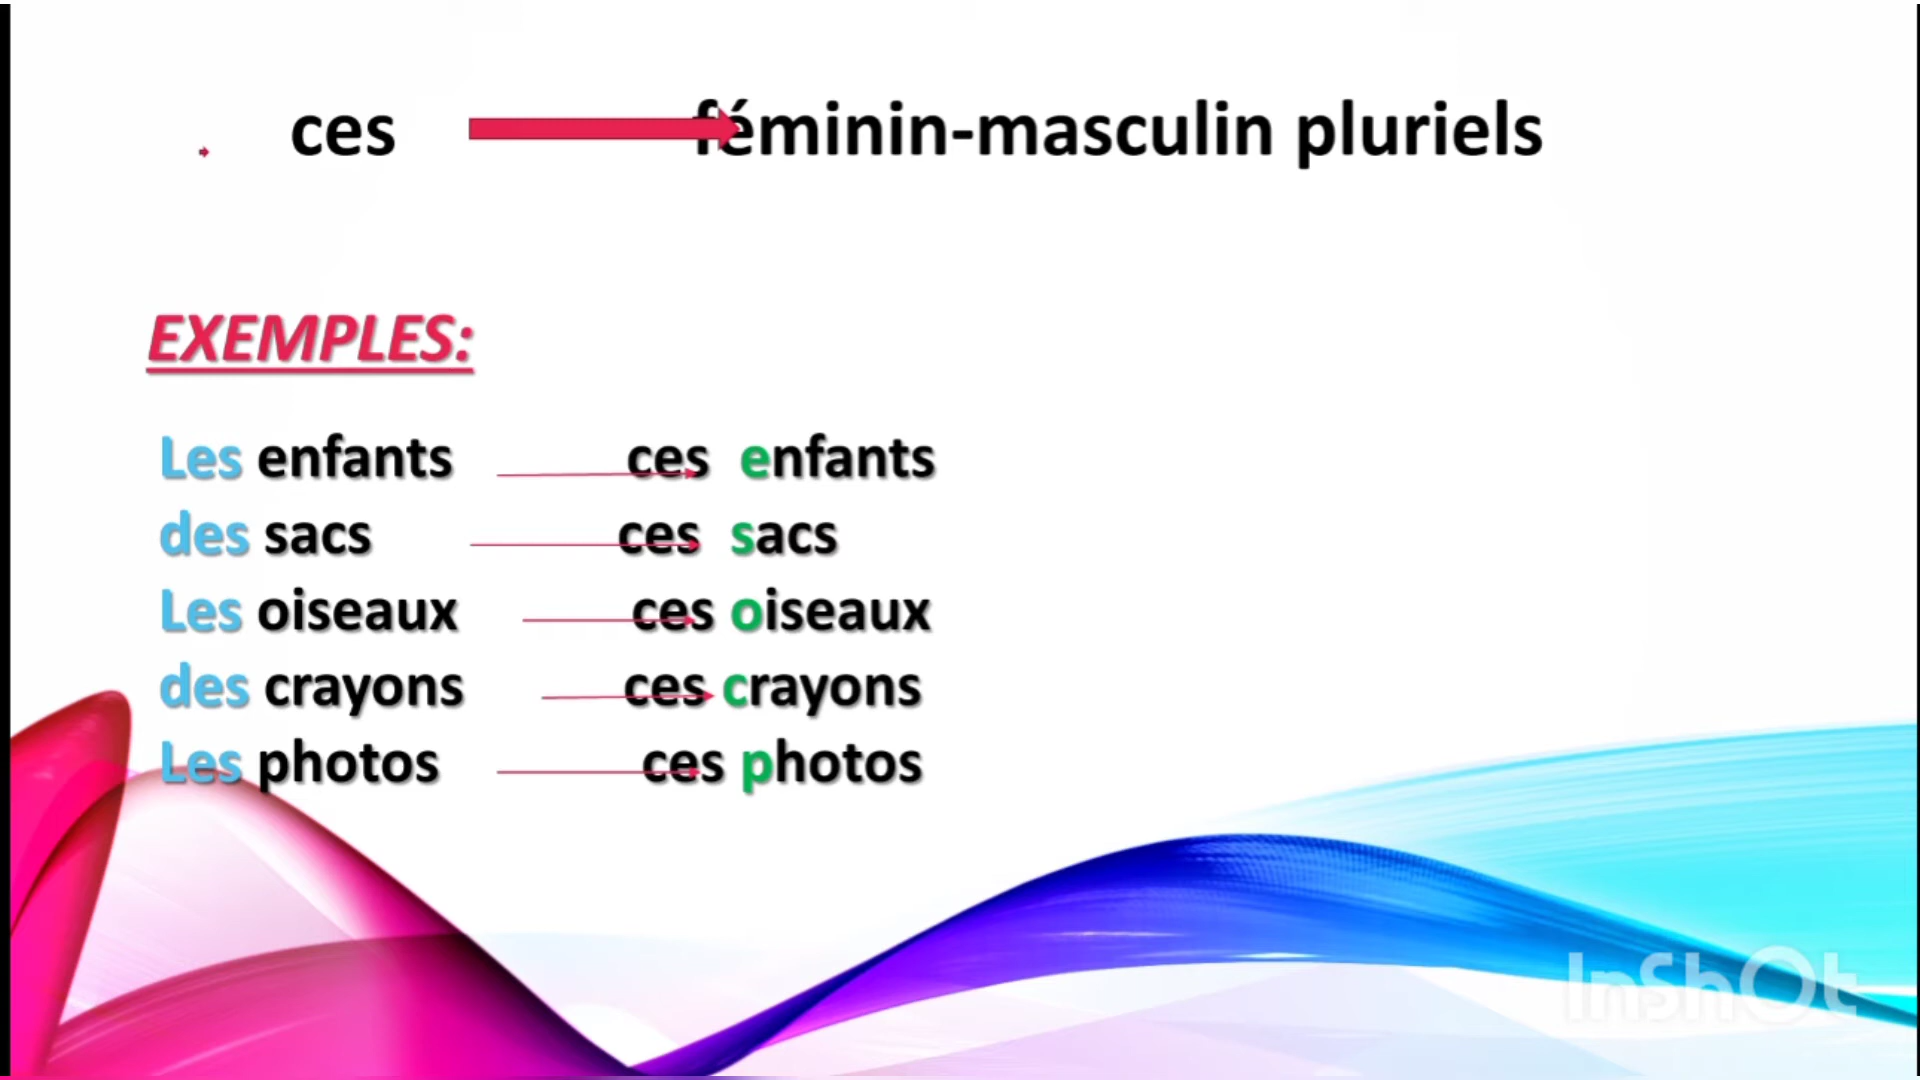 ces féminin-masculin pluriels
EXEMPLES:
Les enfants ces enfants
des sacs ces sacs
Les oiseaux ces oiseaux
des crayons ces crayons
Les photos ces photos
InShOt